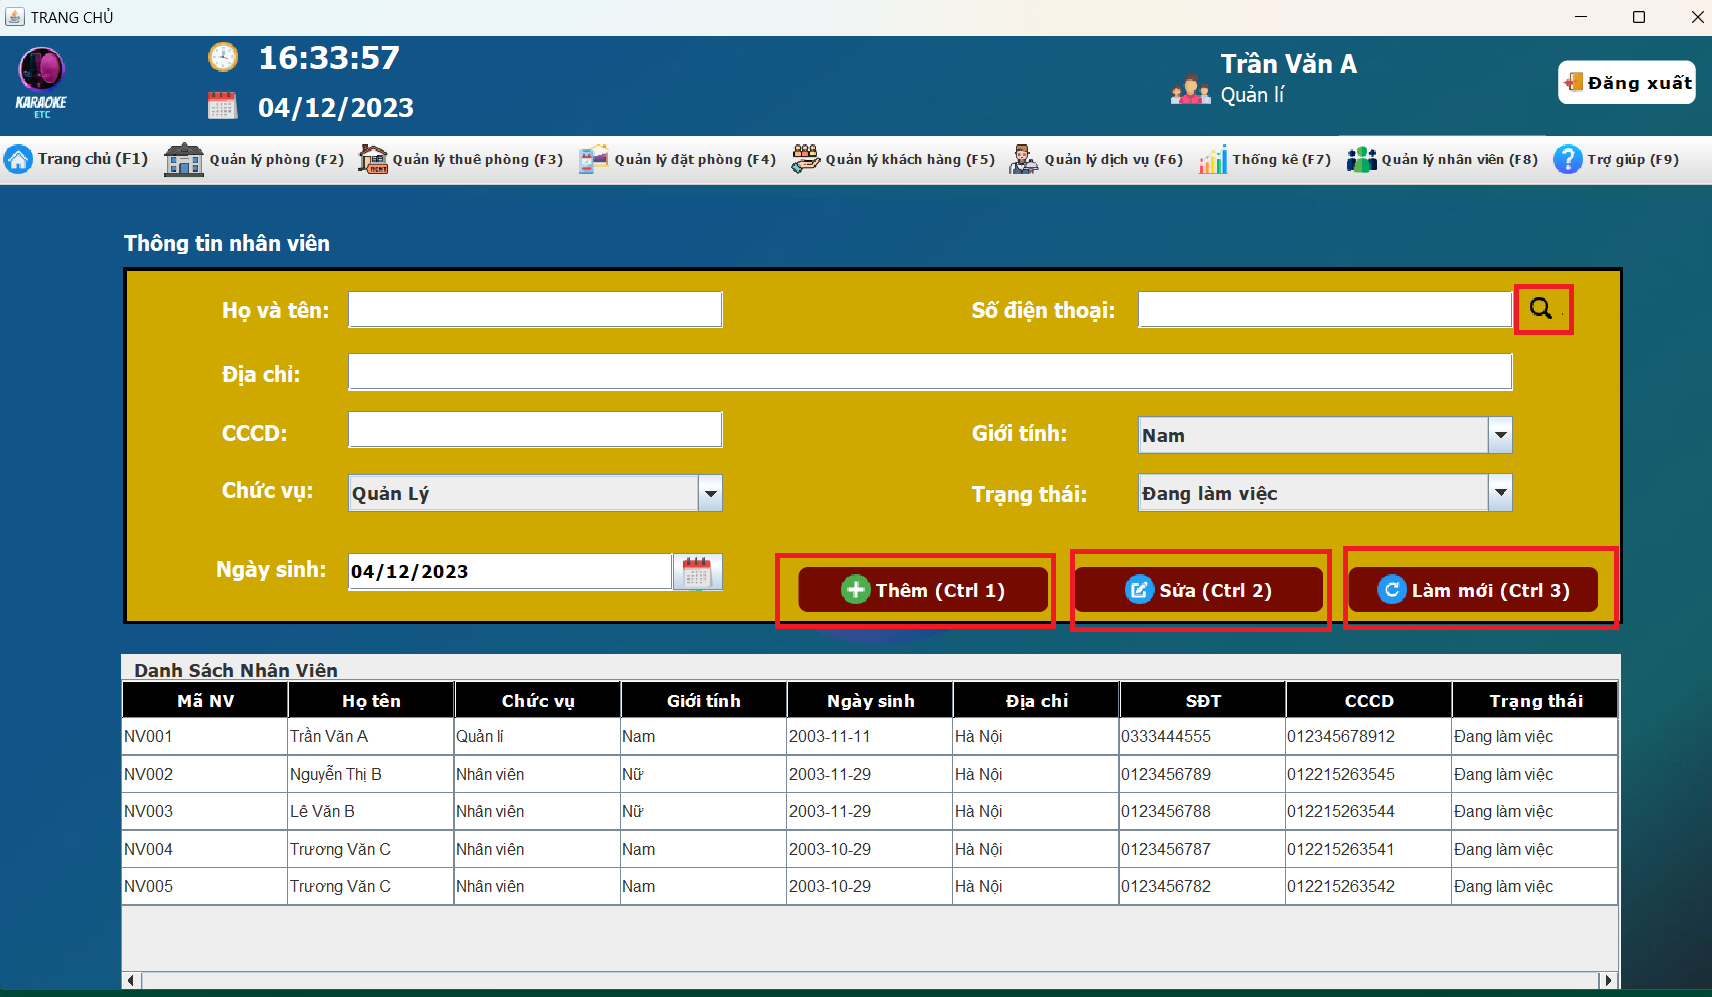 TRANG CHỦ
KARAOKE
ETC
16:33:57
04/12/2023
Trần Văn A
Quản lí
Đăng xuất
Trang chủ (F1)
Quản lý phòng (F2)
Quản lý thuê phòng (F3)
Quản lý đặt phòng (F4)
Quản lý khách hàng (F5)
Quản lý dịch vụ (F6)
Thống kê (F7)
Quản lý nhân viên (F8)
Trợ giúp (F9)
Thông tin nhân viên
Họ và tên:
Số điện thoại:
Địa chỉ:
CCCD:
Giới tính: Nam
Chức vụ: Quản Lý
Trạng thái: Đang làm việc
Ngày sinh: 04/12/2023
Thêm (Ctrl 1)
Sửa (Ctrl 2)
Làm mới (Ctrl 3)
Danh Sách Nhân Viên
Mã NV Họ tên Chức vụ Giới tính Ngày sinh Địa chỉ SĐT CCCD Trạng thái
NV001 Trần Văn A Quản lí Nam 2003-11-11 Hà Nội 0333444555 012345678912 Đang làm việc
NV002 Nguyễn Thị B Nhân viên Nữ 2003-11-29 Hà Nội 0123456789 012215263545 Đang làm việc
NV003 Lê Văn B Nhân viên Nữ 2003-11-29 Hà Nội 0123456788 012215263544 Đang làm việc
NV004 Trương Văn C Nhân viên Nam 2003-10-29 Hà Nội 0123456787 012215263541 Đang làm việc
NV005 Trương Văn C Nhân viên Nam 2003-10-29 Hà Nội 0123456782 012215263542 Đang làm việc